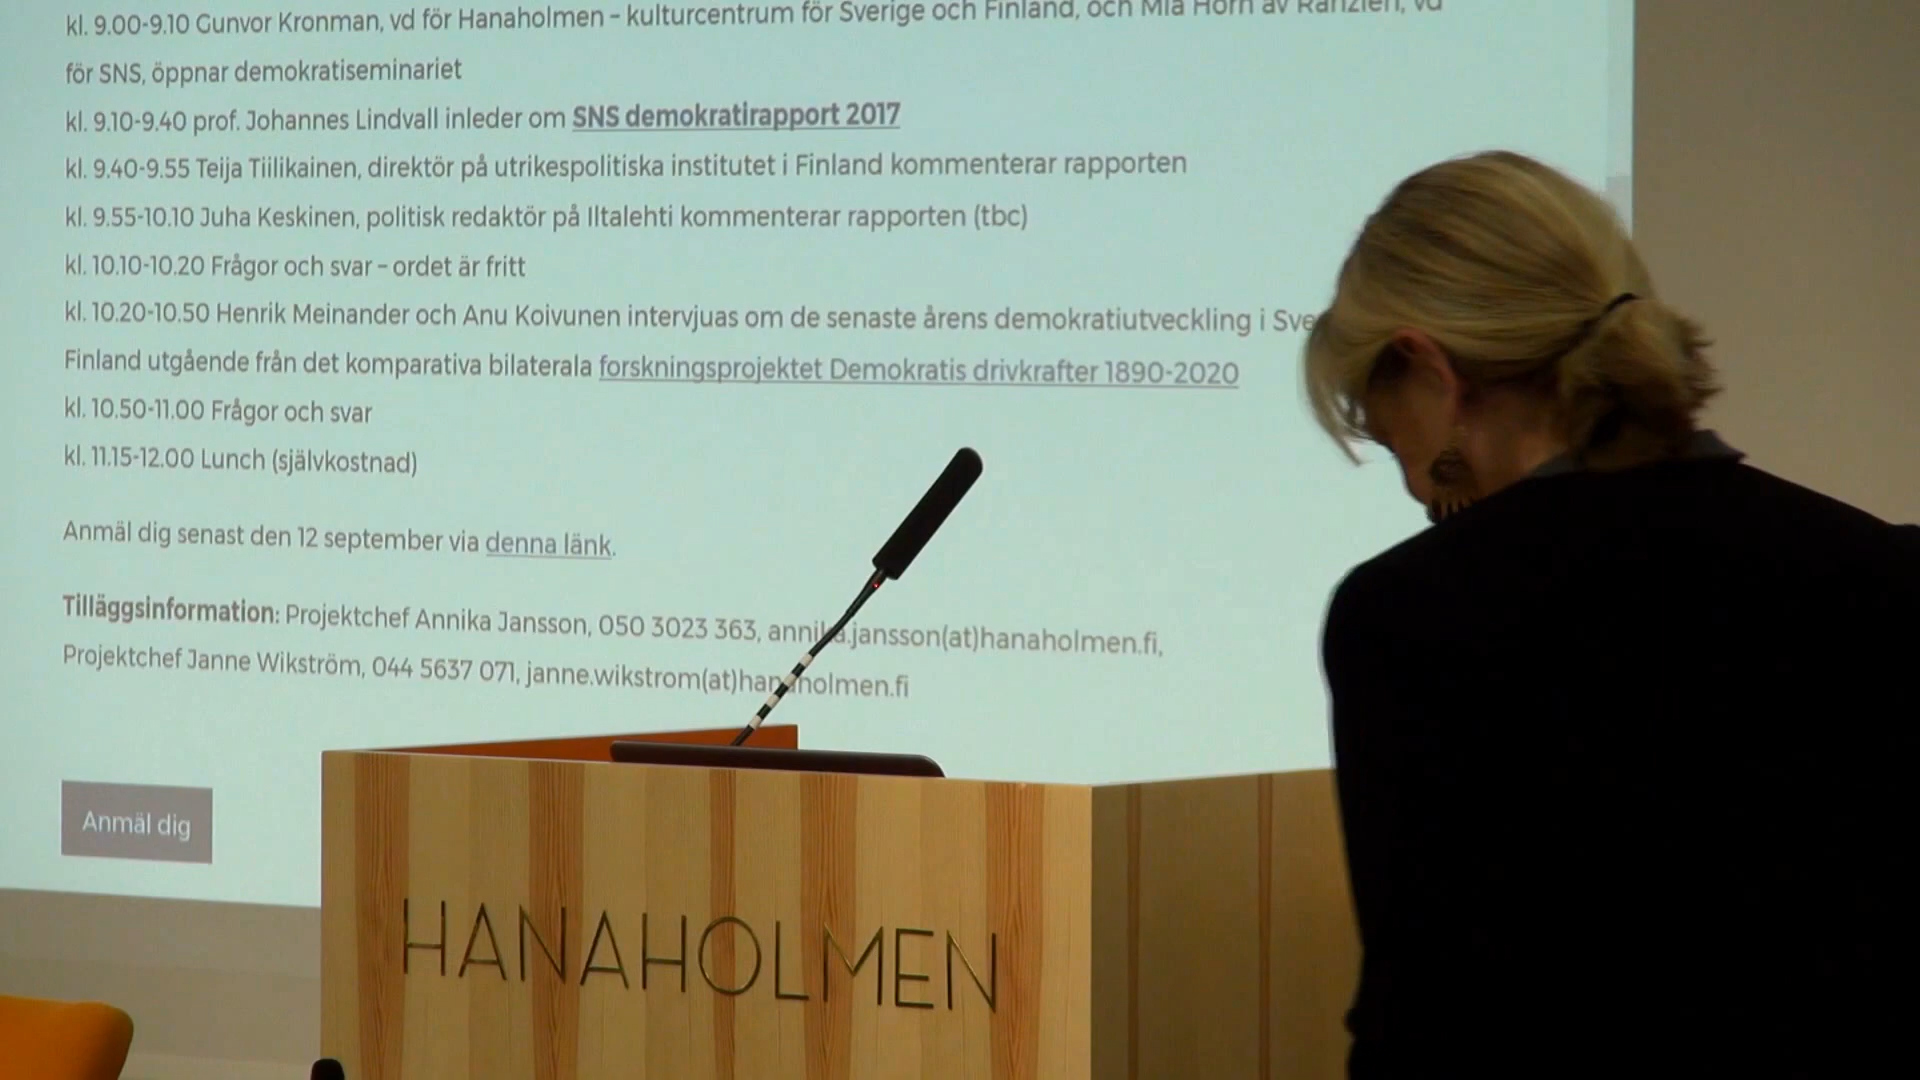 kl. 9.00-9.10 Gunvor Kronman, vd för Hanaholmen – kulturcentrum för Sverige och Finland, och Mia Horn av Rantzien, vd
för SNS, öppnar demokratiseminariet
kl. 9.10-9.40 prof. Johannes Lindvall inleder om SNS demokratirapport 2017
kl. 9.40-9.55 Teija Tiilikainen, direktör på utrikespolitiska institutet i Finland kommenterar rapporten
kl. 9.55-10.10 Juha Keskinen, politisk redaktör på Iltalehti kommenterar rapporten (tbc)
kl. 10.10-10.20 Frågor och svar – ordet är fritt
kl. 10.20-10.50 Henrik Meinander och Anu Koivunen intervjuas om de senaste årens demokratiutveckling i Sve
Finland utgående från det komparativa bilaterala forskningsprojektet Demokratis drivkrafter 1890-2020
kl. 10.50-11.00 Frågor och svar
kl. 11.15-12.00 Lunch (självkostnad)
Anmäl dig senast den 12 september via denna länk.
Tilläggsinformation: Projektchef Annika Jansson, 050 3023 363, annika.jansson(at)hanaholmen.fi,
Projektchef Janne Wikström, 044 5637 071, janne.wikstrom(at)hanaholmen.fi
Anmäl dig
HANAHOLMEN